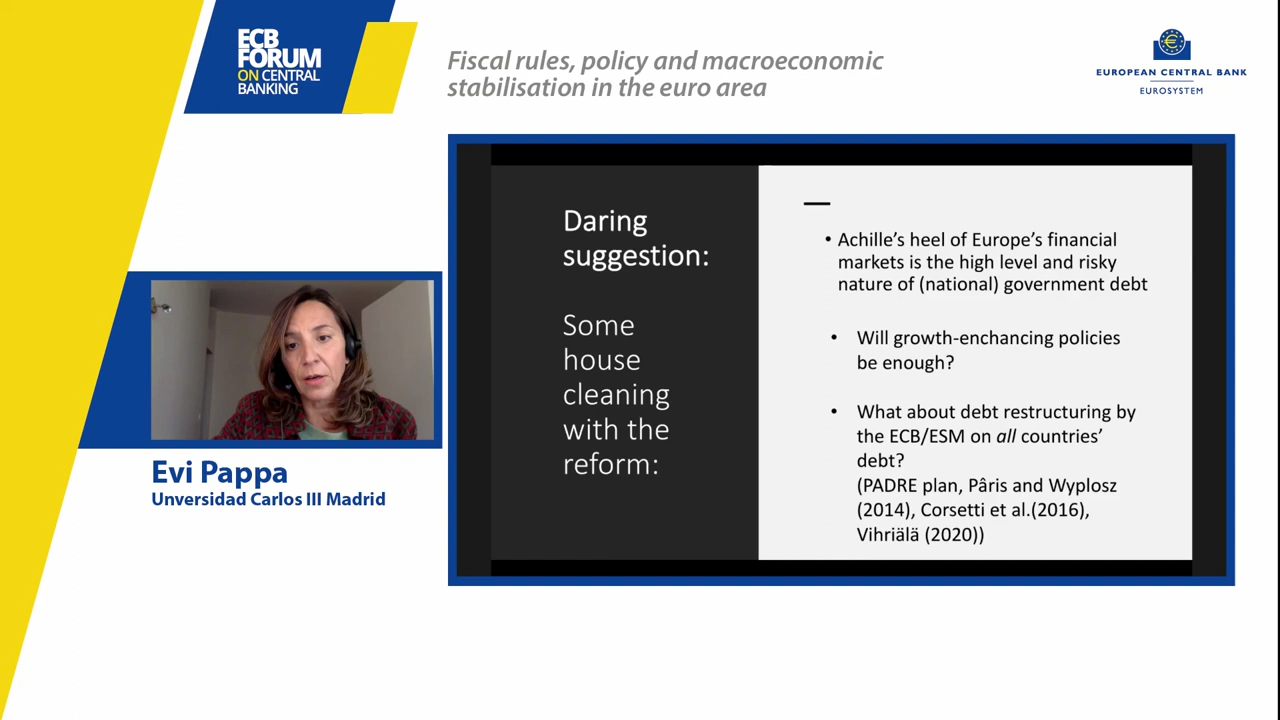 ECB
FORUM
ON CENTRAL
BANKING
Fiscal rules, policy and macroeconomic
stabilisation in the euro area
€
EUROPEAN CENTRAL BANK
EUROSYSTEM
Daring
suggestion:
Some
house
cleaning
with the
reform:
• Achille’s heel of Europe’s financial
markets is the high level and risky
nature of (national) government debt
• Will growth-enchancing policies
be enough?
• What about debt restructuring by
the ECB/ESM on all countries’
debt?
(PADRE plan, Pâris and Wyplosz
(2014), Corsetti et al.(2016),
Vihriälä (2020))
Evi Pappa
Unversidad Carlos III Madrid